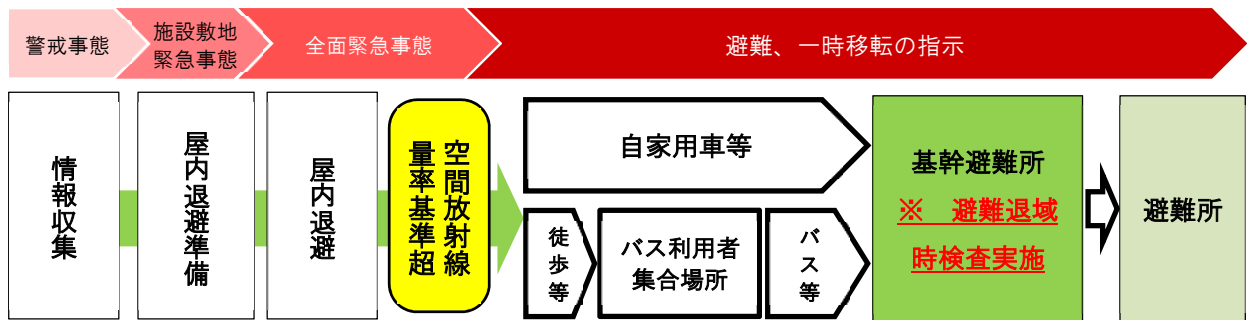 警戒事態
施設敷地
緊急事態
全面緊急事態
避難、一時移転の指示
情報収集
屋内退避準備
屋内退避
空間放射線
量率基準超
自家用車等
徒歩等
バス利用者
集合場所
バス等
基幹避難所
※　避難退域
時検査実施
避難所